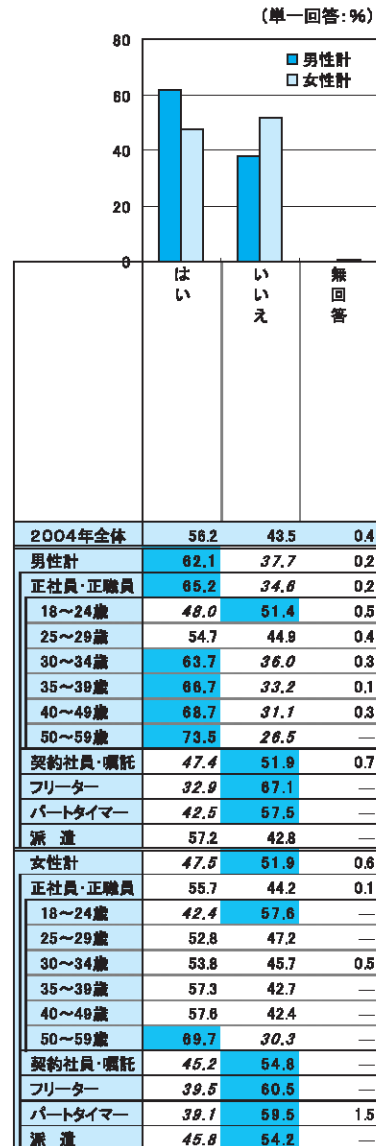 (単一回答:%)
80
60
40
20
0
男性計
女性計
はい
いいえ
無回答
2004年全体 56.2 43.5 0.4
男性計 62.1 37.7 0.2
正社員・正職員 65.2 34.6 0.2
18〜24歳 48.0 51.4 0.5
25〜29歳 54.7 44.9 0.4
30〜34歳 63.7 36.0 0.3
35〜39歳 66.7 33.2 0.1
40〜49歳 68.7 31.1 0.3
50〜59歳 73.5 26.5 —
契約社員・嘱託 47.4 51.9 0.7
フリーター 32.9 67.1 —
パートタイマー 42.5 57.5 —
派遣 57.2 42.8 —
女性計 47.5 51.9 0.6
正社員・正職員 55.7 44.2 0.1
18〜24歳 42.4 57.6 —
25〜29歳 52.8 47.2 —
30〜34歳 53.8 45.7 0.5
35〜39歳 57.3 42.7 —
40〜49歳 57.6 42.4 —
50〜59歳 69.7 30.3 —
契約社員・嘱託 45.2 54.8 —
フリーター 39.5 60.5 —
パートタイマー 39.1 59.5 1.5
派遣 45.8 54.2 —